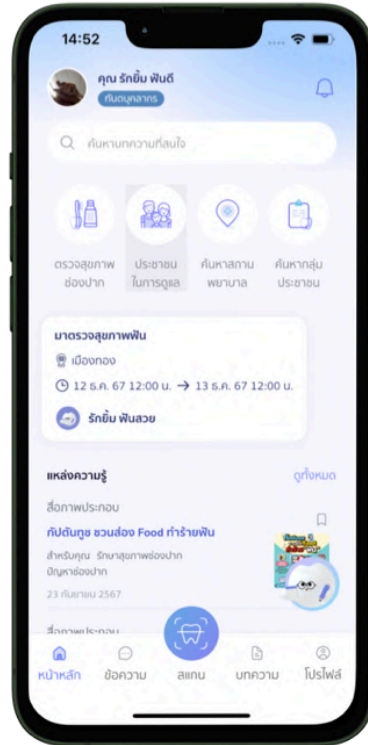 14:52
คุณ รักยิ้ม ฟันดี
ทันตบุคลากร
ค้นหาบทความที่สนใจ
ตรวจสุขภาพ
ช่องปาก
ประชาชน
ในการดูแล
ค้นหาสถาน
พยาบาล
ค้นหากลุ่ม
ประชาชน
มาตรวจสุขภาพฟัน
เมืองทอง
12 ธ.ค. 67 12:00 น. → 13 ธ.ค. 67 12:00 น.
รักยิ้ม ฟันสวย
แหล่งความรู้
ดูทั้งหมด
สื่อภาพประกอบ
กัปตันทูช ชวนส่อง Food ทำร้ายฟัน
สำหรับคุณ รักษาสุขภาพช่องปาก
ปัญหาช่องปาก
23 กันยายน 2567
สื่อภาพประกอบ
หน้าหลัก
ข้อความ
สแกน
บทความ
โปรไฟล์